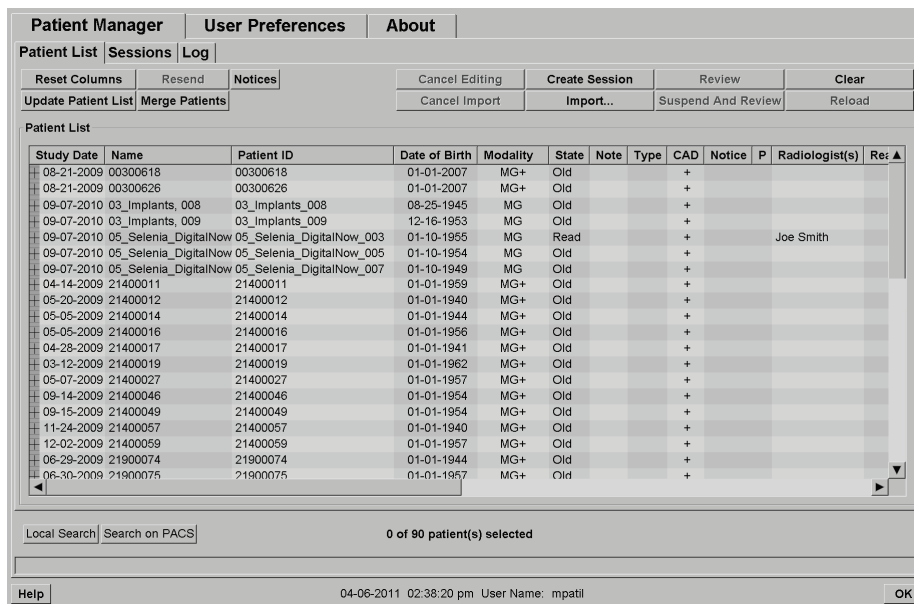 Patient Manager User Preferences About
Patient List Sessions Log
Reset Columns Resend Notices Cancel Editing Create Session Review Clear
Update Patient List Merge Patients Cancel Import Import... Suspend And Review Reload
Patient List
Study Date Name Patient ID Date of Birth Modality State Note Type CAD Notice P Radiologist(s) Rea
08-21-2009 00300618 00300618 01-01-2007 MG+ Old +
08-21-2009 00300626 00300626 01-01-2007 MG+ Old +
09-07-2010 03_Implants, 008 03_Implants_008 08-25-1945 MG Old +
09-07-2010 03_Implants, 009 03_Implants_009 12-16-1953 MG Old +
09-07-2010 05_Selenia_DigitalNow 05_Selenia_DigitalNow_003 01-10-1955 MG Read + Joe Smith
09-07-2010 05_Selenia_DigitalNow 05_Selenia_DigitalNow_005 01-10-1954 MG Old +
09-07-2010 05_Selenia_DigitalNow 05_Selenia_DigitalNow_007 01-10-1949 MG Old +
04-14-2009 21400011 21400011 01-01-1959 MG+ Old +
05-20-2009 21400012 21400012 01-01-1940 MG+ Old +
05-05-2009 21400014 21400014 01-01-1944 MG+ Old +
05-05-2009 21400016 21400016 01-01-1956 MG+ Old +
04-28-2009 21400017 21400017 01-01-1941 MG+ Old +
03-12-2009 21400019 21400019 01-01-1962 MG+ Old +
05-07-2009 21400027 21400027 01-01-1957 MG+ Old +
09-14-2009 21400046 21400046 01-01-1954 MG+ Old +
09-15-2009 21400049 21400049 01-01-1954 MG+ Old +
11-24-2009 21400057 21400057 01-01-1940 MG+ Old +
12-02-2009 21400059 21400059 01-01-1957 MG+ Old +
06-29-2009 21900074 21900074 01-01-1944 MG+ Old +
06-30-2009 21900075 21900075 01-01-1957 MG+ Old +
Local Search Search on PACS 0 of 90 patient(s) selected
Help 04-06-2011 02:38:20 pm User Name: mpatil OK